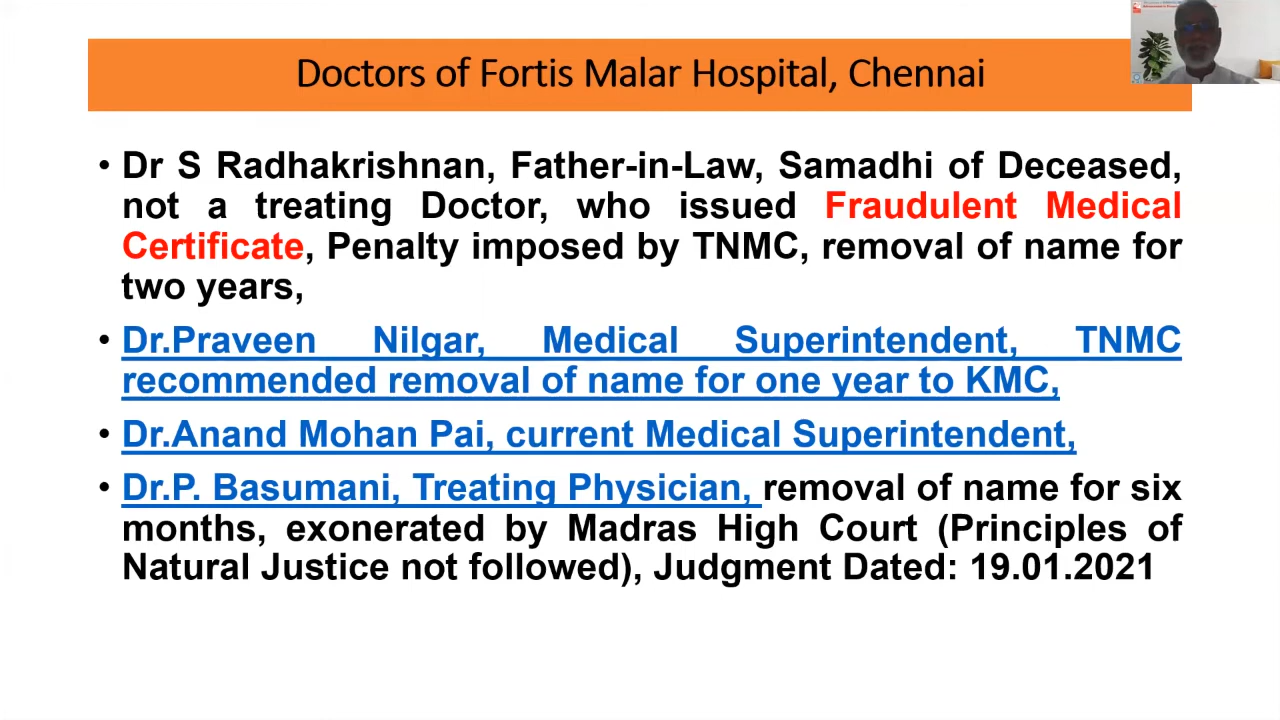 Doctors of Fortis Malar Hospital, Chennai
• Dr S Radhakrishnan, Father-in-Law, Samadhi of Deceased,
not a treating Doctor, who issued Fraudulent Medical
Certificate, Penalty imposed by TNMC, removal of name for
two years,
• Dr.Praveen Nilgar, Medical Superintendent, TNMC
recommended removal of name for one year to KMC,
• Dr.Anand Mohan Pai, current Medical Superintendent,
• Dr.P. Basumani, Treating Physician, removal of name for six
months, exonerated by Madras High Court (Principles of
Natural Justice not followed), Judgment Dated: 19.01.2021